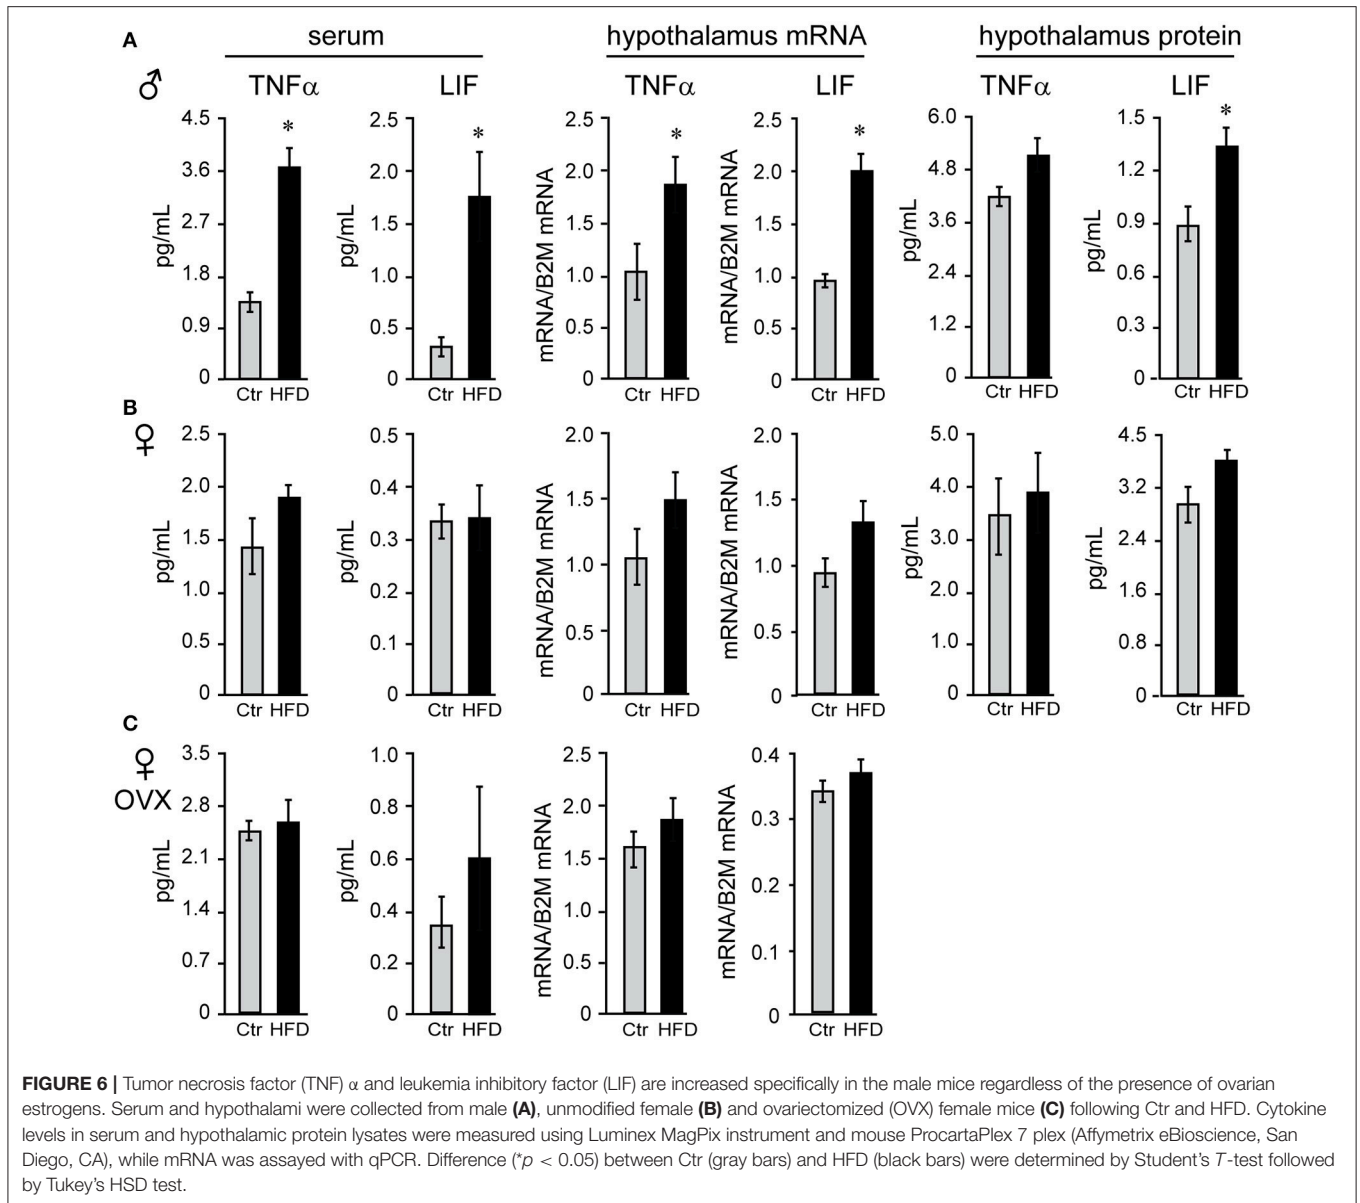 A
serum
hypothalamus mRNA
hypothalamus protein
♂
TNFα
LIF
TNFα
LIF
TNFα
LIF
4.5
3.6
2.7
1.8
0.9
0
pg/mL
*
Ctr HFD
2.5
2.0
1.5
1.0
0.5
0
pg/mL
*
Ctr HFD
2.5
2.0
1.5
1.0
0.5
0
mRNA/B2M mRNA
*
Ctr HFD
2.5
2.0
1.5
1.0
0.5
0
mRNA/B2M mRNA
*
Ctr HFD
6.0
4.8
3.6
2.4
1.2
0
pg/mL
Ctr HFD
1.5
1.2
0.9
0.6
0.3
0
pg/mL
*
Ctr HFD
B
♀
2.5
2.0
1.5
1.0
0.5
0
pg/mL
Ctr HFD
0.5
0.4
0.3
0.2
0.1
0
pg/mL
Ctr HFD
2.0
1.5
1.0
0.5
0
mRNA/B2M mRNA
Ctr HFD
2.0
1.5
1.0
0.5
0
mRNA/B2M mRNA
Ctr HFD
5.0
4.0
3.0
2.0
1.0
0
pg/mL
Ctr HFD
4.5
3.2
2.4
1.6
0.8
0
pg/mL
Ctr HFD
C
♀
OVX
3.5
2.8
2.1
1.4
0.7
0
pg/mL
Ctr HFD
1.0
0.8
0.6
0.4
0.2
0
pg/mL
Ctr HFD
2.5
2.0
1.5
1.0
0.5
0
mRNA/B2M mRNA
Ctr HFD
0.4
0.3
0.2
0.1
0
mRNA/B2M mRNA
Ctr HFD
FIGURE 6 | Tumor necrosis factor (TNF) α and leukemia inhibitory factor (LIF) are increased specifically in the male mice regardless of the presence of ovarian
estrogens. Serum and hypothalami were collected from male (A), unmodified female (B) and ovariectomized (OVX) female mice (C) following Ctr and HFD. Cytokine
levels in serum and hypothalamic protein lysates were measured using Luminex MagPix instrument and mouse ProcartaPlex 7 plex (Affymetrix eBioscience, San
Diego, CA), while mRNA was assayed with qPCR. Difference (*p < 0.05) between Ctr (gray bars) and HFD (black bars) were determined by Student's T-test followed
by Tukey's HSD test.